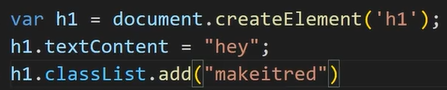 var h1 = document.createElement('h1');
h1.textContent = "hey";
h1.classList.add("makeitred")